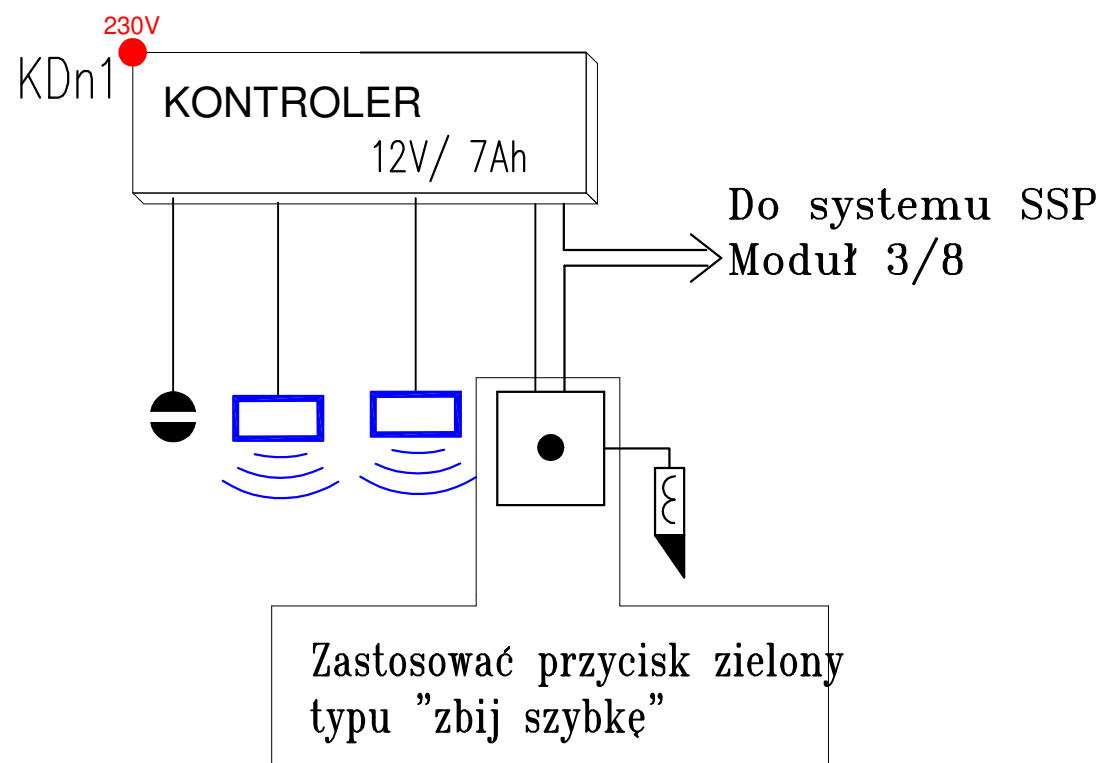 230V
KDn1
KONTROLER
12V/ 7Ah
Do systemu SSP
Moduł 3/8
Zastosować przycisk zielony
typu "zbij szybkę"